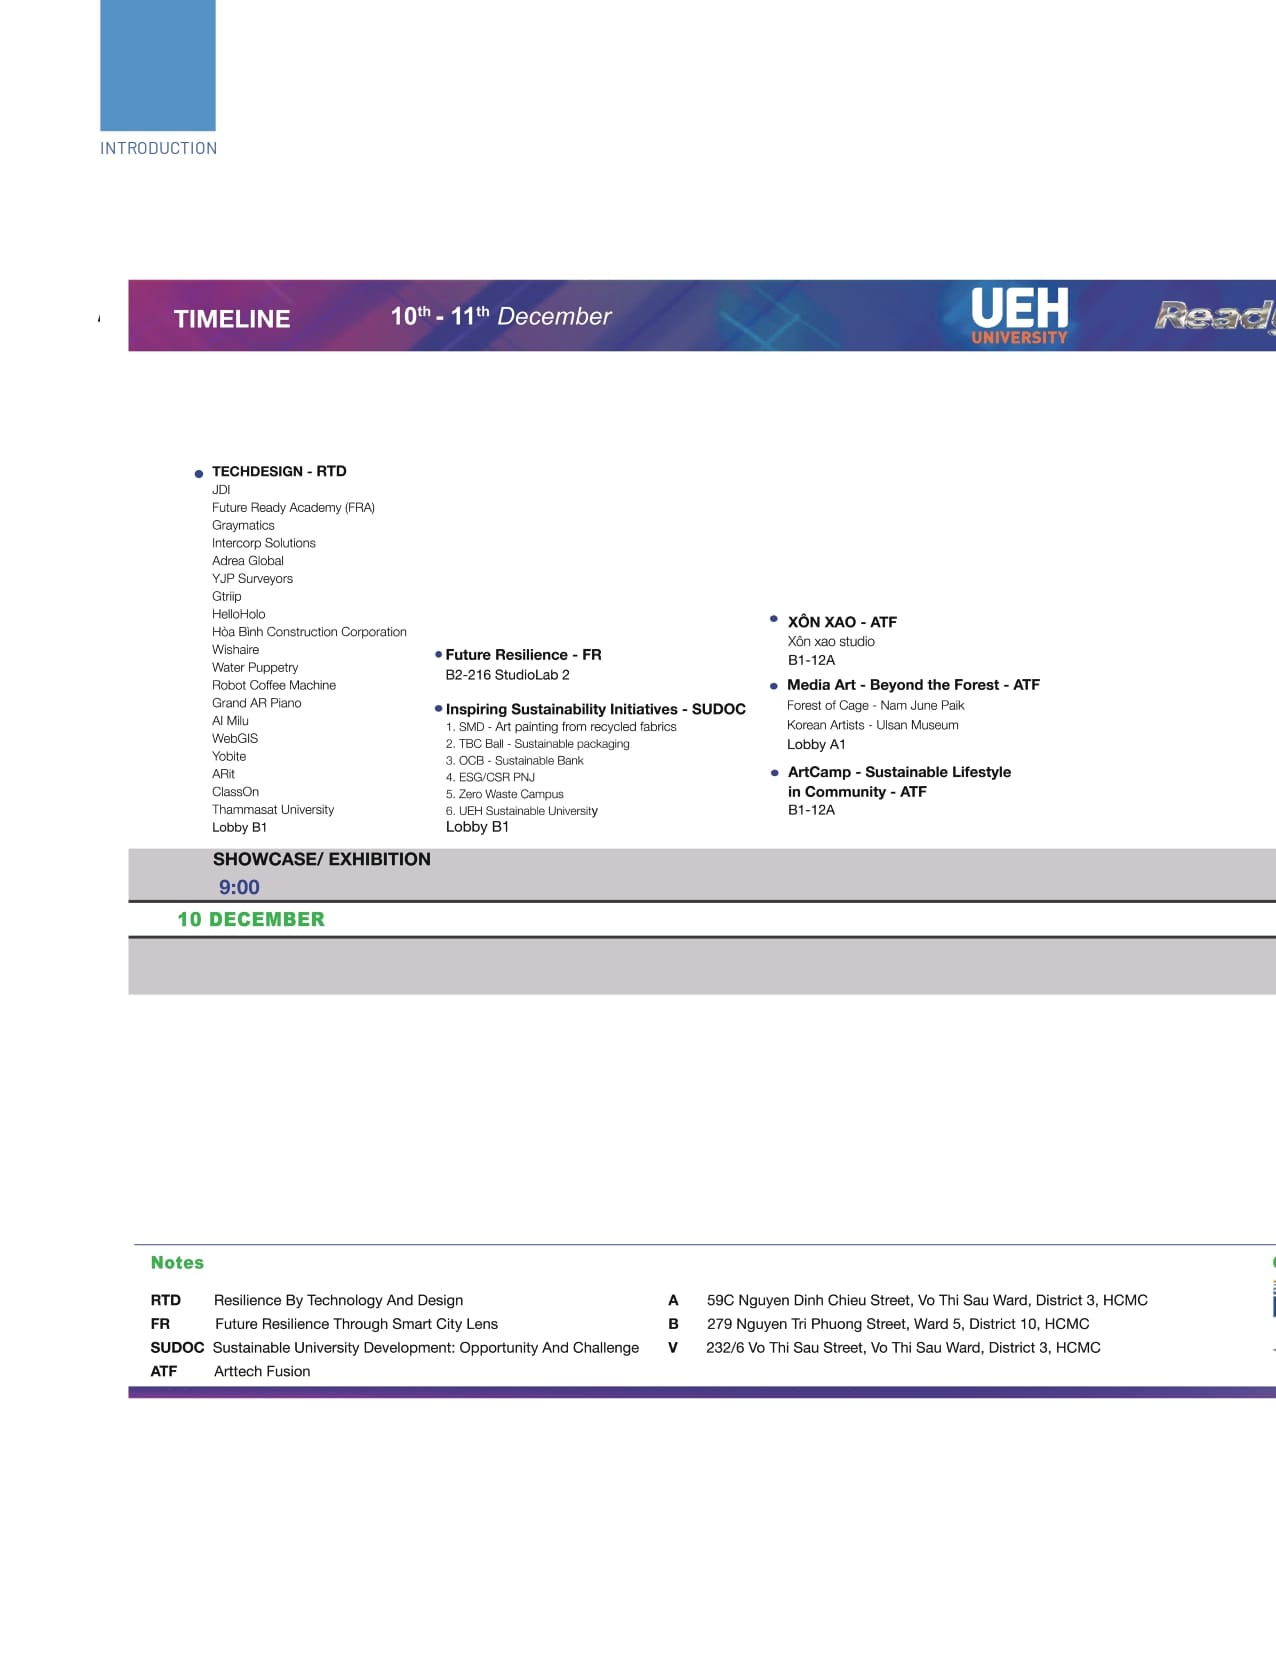 INTRODUCTION
TIMELINE
10th - 11th December
UEH
UNIVERSITY
TECHDESIGN - RTD
JDI
Future Ready Academy (FRA)
Graymatics
Intercorp Solutions
Adrea Global
YJP Surveyors
Gtriip
HelloHolo
Hòa Bình Construction Corporation
Wishaire
Water Puppetry
Robot Coffee Machine
Grand AR Piano
AI Milu
WebGIS
Yobite
ARit
ClassOn
Thammasat University
Lobby B1
Future Resilience - FR
B2-216 StudioLab 2
Inspiring Sustainability Initiatives - SUDOC
1. SMD - Art painting from recycled fabrics
2. TBC Ball - Sustainable packaging
3. OCB - Sustainable Bank
4. ESG/CSR PNJ
5. Zero Waste Campus
6. UEH Sustainable University
Lobby B1
XÔN XAO - ATF
Xôn xao studio
B1-12A
Media Art - Beyond the Forest - ATF
Forest of Cage - Nam June Paik
Korean Artists - Ulsan Museum
Lobby A1
ArtCamp - Sustainable Lifestyle
in Community - ATF
B1-12A
SHOWCASE/ EXHIBITION
9:00
10 DECEMBER
Notes
RTD Resilience By Technology And Design
FR Future Resilience Through Smart City Lens
SUDOC Sustainable University Development: Opportunity And Challenge
ATF Arttech Fusion
A 59C Nguyen Dinh Chieu Street, Vo Thi Sau Ward, District 3, HCMC
B 279 Nguyen Tri Phuong Street, Ward 5, District 10, HCMC
V 232/6 Vo Thi Sau Street, Vo Thi Sau Ward, District 3, HCMC